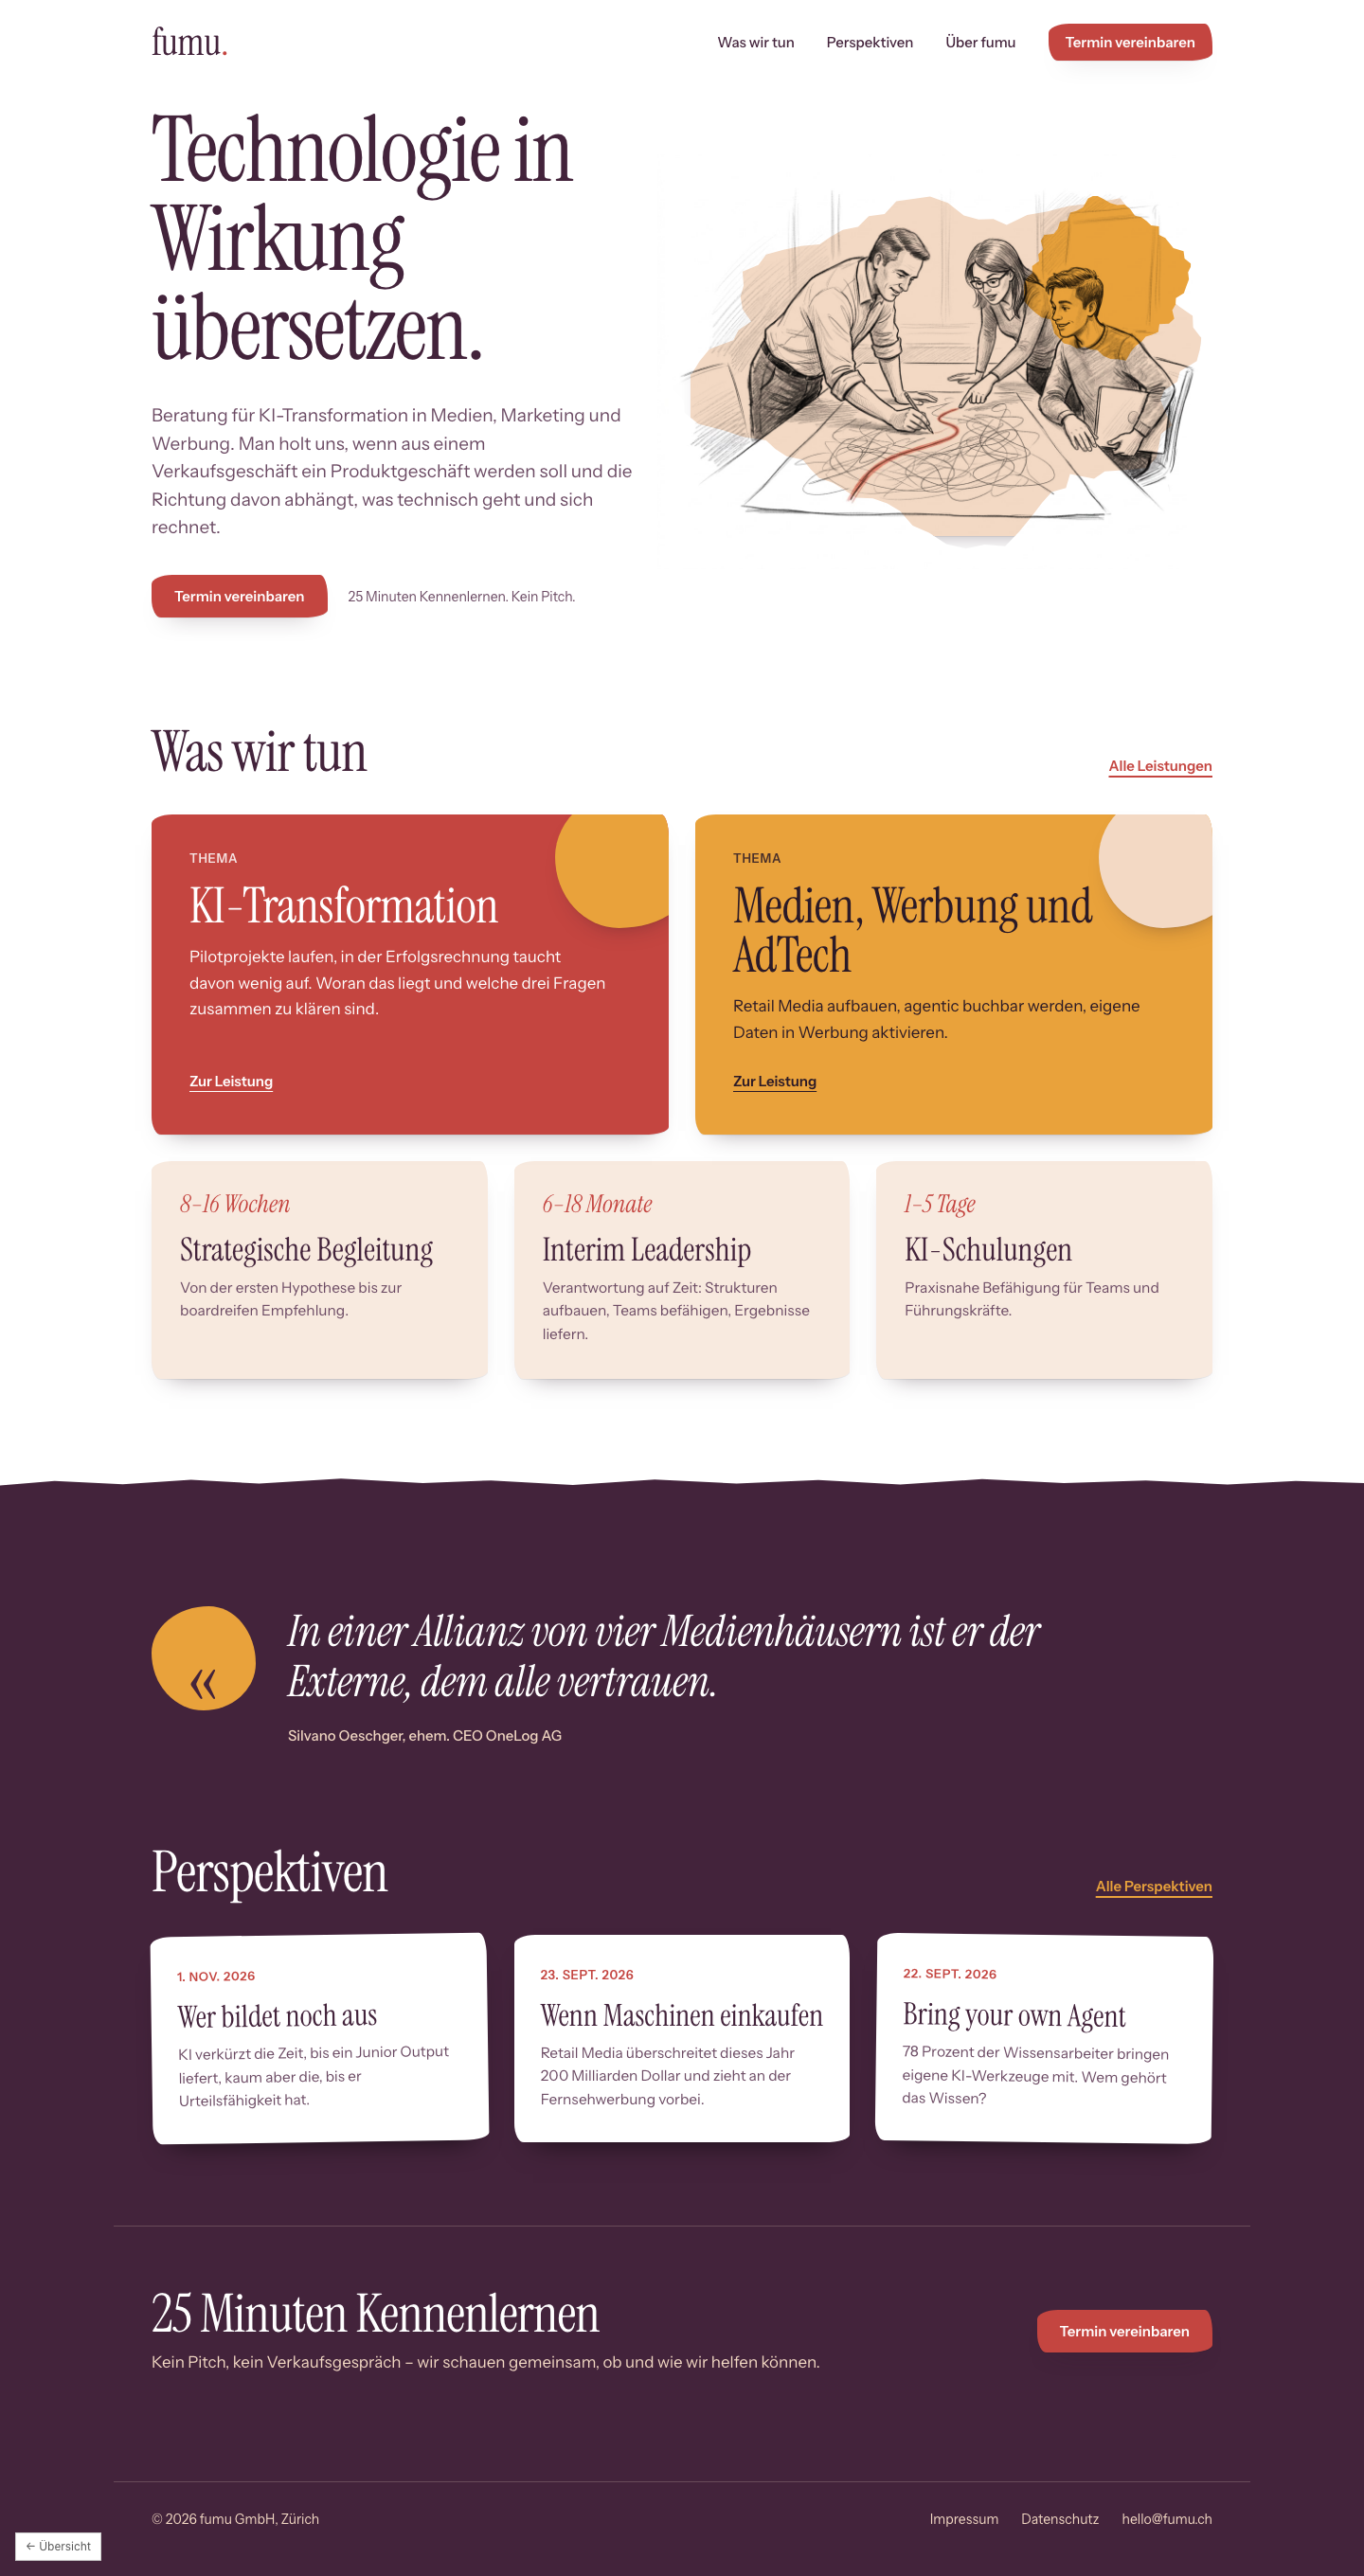 fumu.
Was wir tun
Perspektiven
Über fumu
Termin vereinbaren
Technologie in
Wirkung
übersetzen.
Beratung für KI-Transformation in Medien, Marketing und
Werbung. Man holt uns, wenn aus einem
Verkaufsgeschäft ein Produktgeschäft werden soll und die
Richtung davon abhängt, was technisch geht und sich
rechnet.
Termin vereinbaren
25 Minuten Kennenlernen. Kein Pitch.
Was wir tun
Alle Leistungen
THEMA
KI-Transformation
Pilotprojekte laufen, in der Erfolgsrechnung taucht
davon wenig auf. Woran das liegt und welche drei Fragen
zusammen zu klären sind.
Zur Leistung
THEMA
Medien, Werbung und
AdTech
Retail Media aufbauen, agentic buchbar werden, eigene
Daten in Werbung aktivieren.
Zur Leistung
8–16 Wochen
Strategische Begleitung
Von der ersten Hypothese bis zur
boardreifen Empfehlung.
6–18 Monate
Interim Leadership
Verantwortung auf Zeit: Strukturen
aufbauen, Teams befähigen, Ergebnisse
liefern.
1–5 Tage
KI-Schulungen
Praxisnahe Befähigung für Teams und
Führungskräfte.
«
In einer Allianz von vier Medienhäusern ist er der
Externe, dem alle vertrauen.
Silvano Oeschger, ehem. CEO OneLog AG
Perspektiven
Alle Perspektiven
1. NOV. 2026
Wer bildet noch aus
KI verkürzt die Zeit, bis ein Junior Output
liefert, kaum aber die, bis er
Urteilsfähigkeit hat.
23. SEPT. 2026
Wenn Maschinen einkaufen
Retail Media überschreitet dieses Jahr
200 Milliarden Dollar und zieht an der
Fernsehwerbung vorbei.
22. SEPT. 2026
Bring your own Agent
78 Prozent der Wissensarbeiter bringen
eigene KI-Werkzeuge mit. Wem gehört
das Wissen?
25 Minuten Kennenlernen
Kein Pitch, kein Verkaufsgespräch – wir schauen gemeinsam, ob und wie wir helfen können.
Termin vereinbaren
© 2026 fumu GmbH, Zürich
Impressum
Datenschutz
hello@fumu.ch
← Übersicht